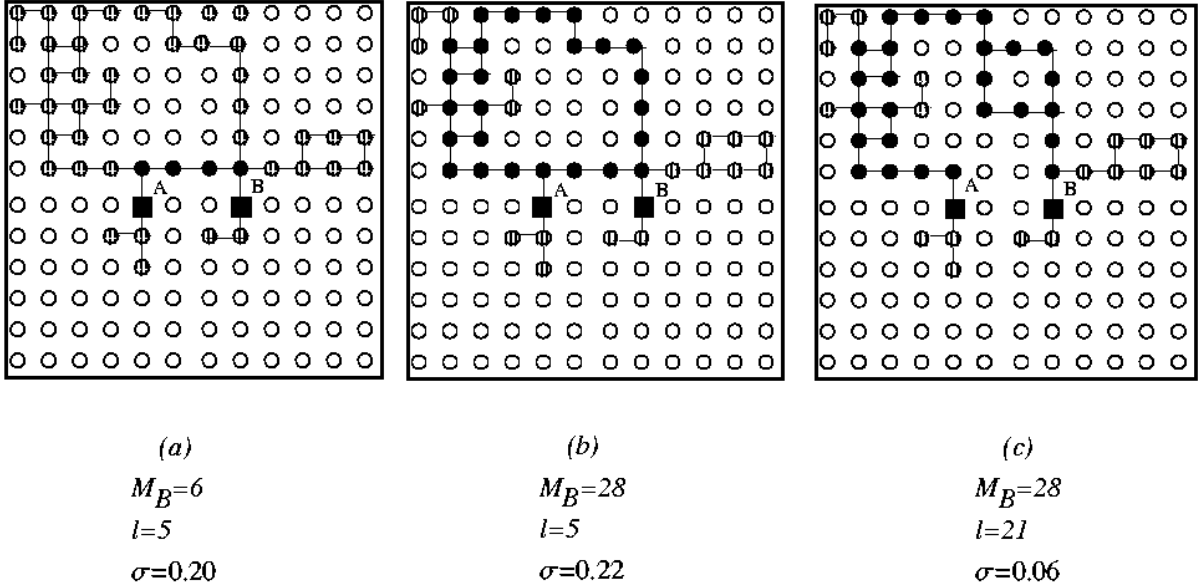 A B
A B
A B
(a)
M_B=6
l=5
σ=0.20
(b)
M_B=28
l=5
σ=0.22
(c)
M_B=28
l=21
σ=0.06